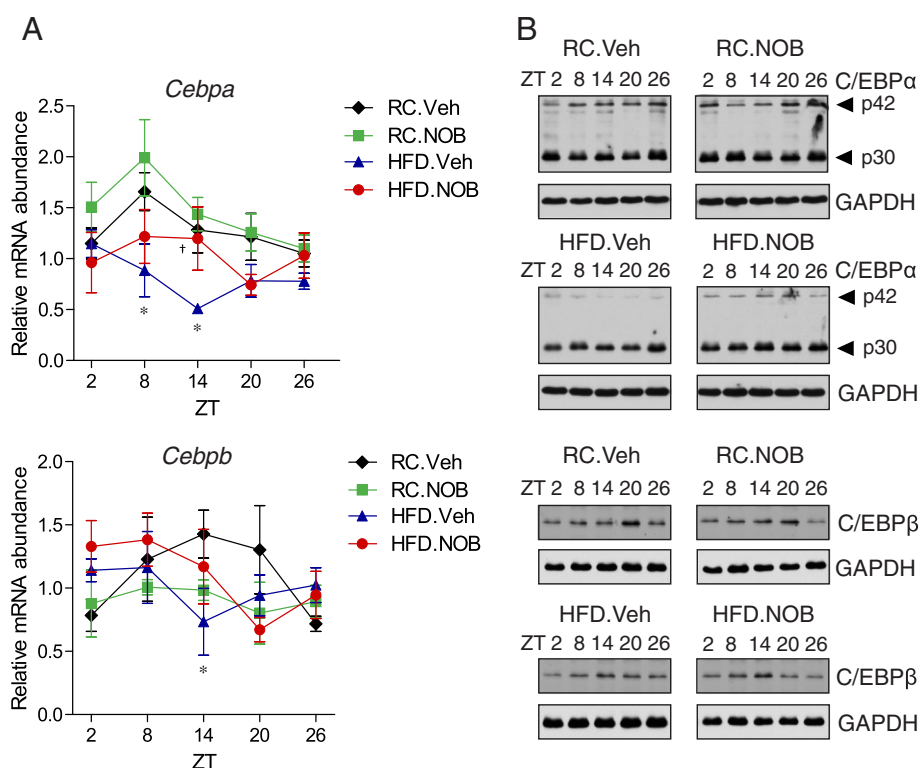 A
Cebpa
Relative mRNA abundance
2.5
2.0
1.5
1.0
0.5
0.0
†
*
*
2 8 14 20 26
ZT
RC.Veh
RC.NOB
HFD.Veh
HFD.NOB
Cebpb
Relative mRNA abundance
2.0
1.5
1.0
0.5
0.0
*
2 8 14 20 26
ZT
RC.Veh
RC.NOB
HFD.Veh
HFD.NOB
B
RC.Veh RC.NOB
ZT 2 8 14 20 26 2 8 14 20 26 C/EBPα
p42
p30
GAPDH
HFD.Veh HFD.NOB
ZT 2 8 14 20 26 2 8 14 20 26 C/EBPα
p42
p30
GAPDH
RC.Veh RC.NOB
ZT 2 8 14 20 26 2 8 14 20 26
C/EBPβ
GAPDH
HFD.Veh HFD.NOB
ZT 2 8 14 20 26 2 8 14 20 26
C/EBPβ
GAPDH